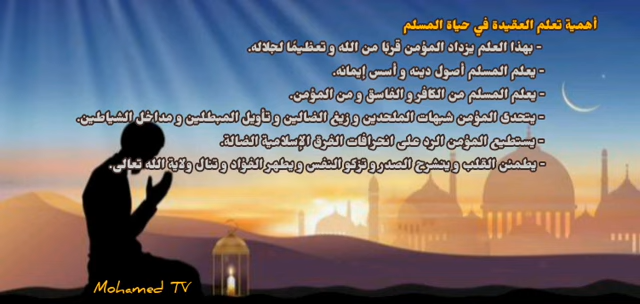 أهمية تعلم العقيدة في حياة المسلم
- بهذا العلم يزداد المؤمن قربًا من الله و تعظيمًا لجلاله.
- يعلم المسلم أصول دينه و أسس إيمانه.
- يعلم المسلم من الكافر و الفاسق و من المؤمن.
- يتحدى المؤمن شبهات الملحدين و زيغ الضالين و تأويل المبطلين و مداخل الشياطين.
- يستطيع المؤمن الرد على انحرافات الفرق الإسلامية الضالة.
- يطمئن القلب و ينشرح الصدر و تزكو النفس و يطهر الفؤاد و تنال ولاية الله تعالى.
Mohamed TV